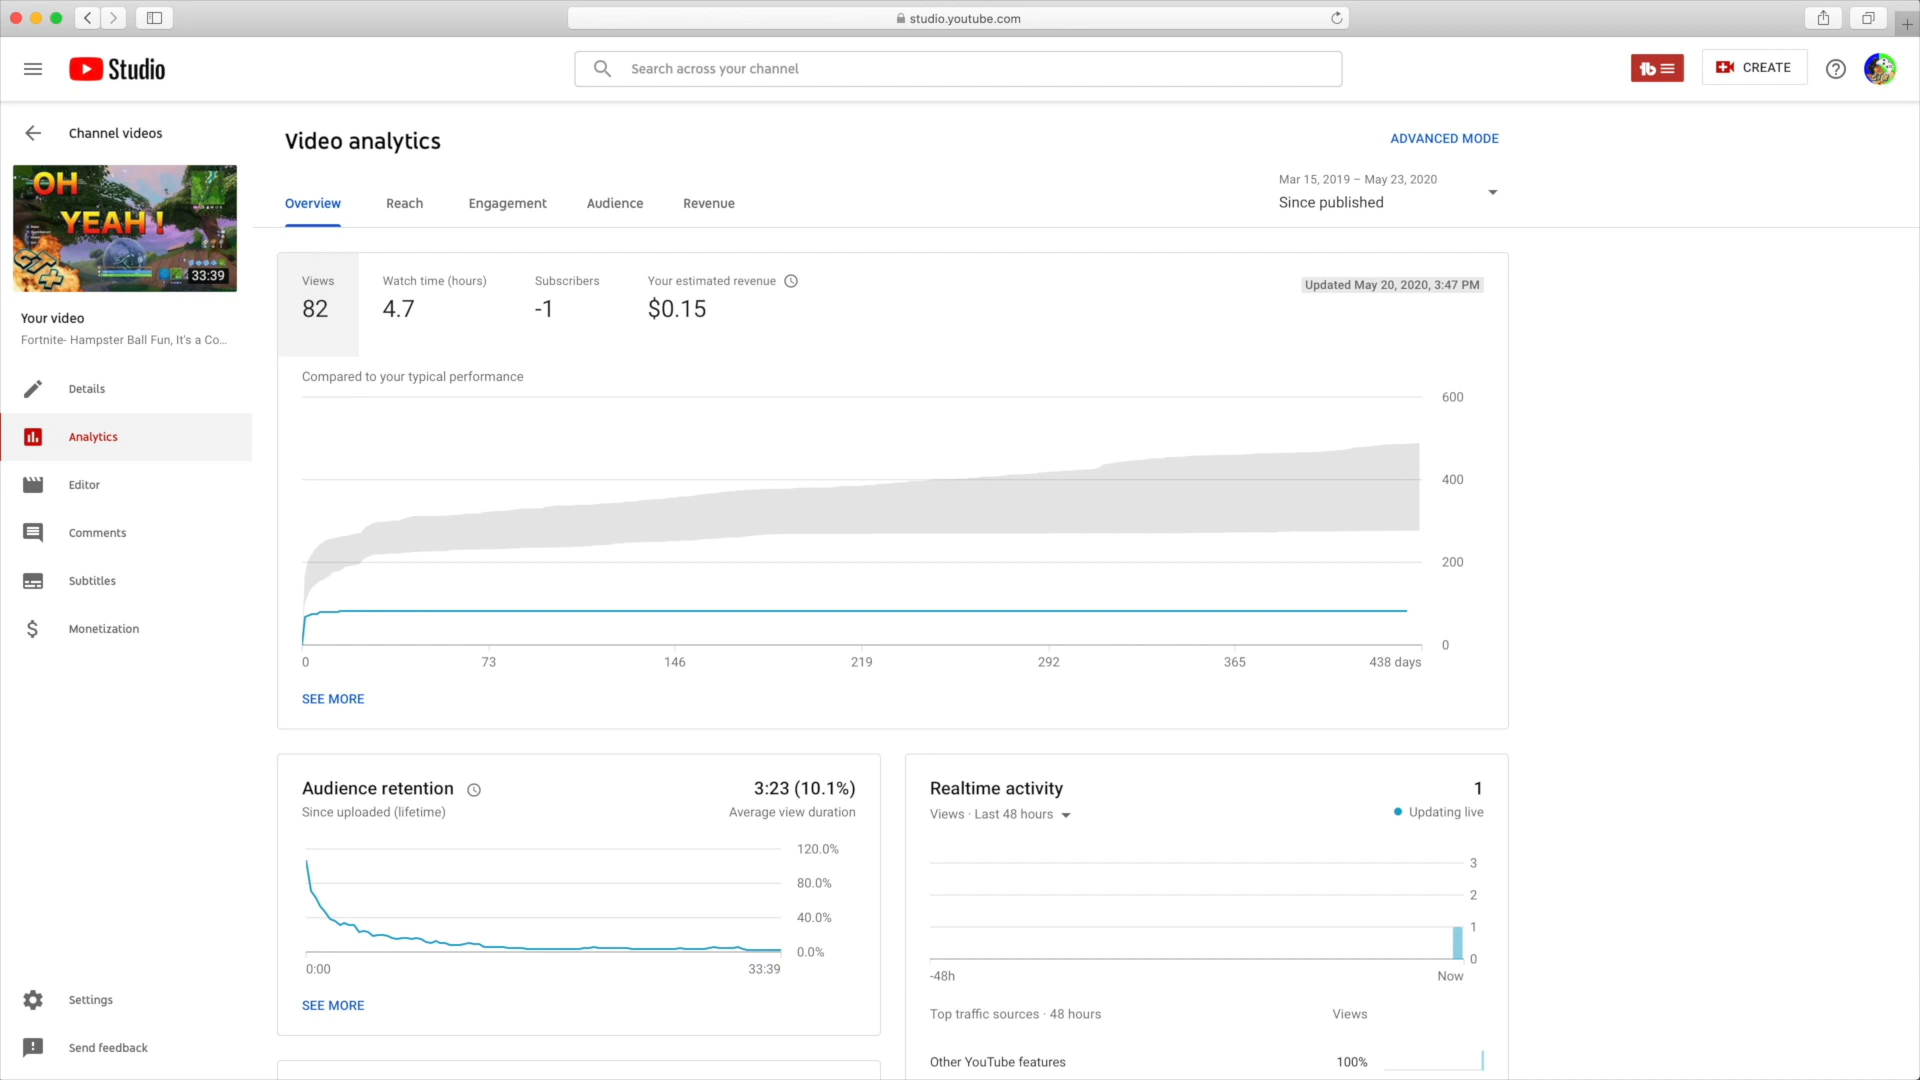 studio.youtube.com
Studio
Search across your channel
CREATE
Channel videos
OH
YEAH !
33:39
Your video
Fortnite- Hampster Ball Fun, It's a Co...
Details
Analytics
Editor
Comments
Subtitles
Monetization
Settings
Send feedback
Video analytics
ADVANCED MODE
Mar 15, 2019 – May 23, 2020
Since published
Overview
Reach
Engagement
Audience
Revenue
Views
82
Watch time (hours)
4.7
Subscribers
-1
Your estimated revenue
$0.15
Updated May 20, 2020, 3:47 PM
Compared to your typical performance
600
400
200
0
0 73 146 219 292 365 438 days
SEE MORE
Audience retention
Since uploaded (lifetime)
3:23 (10.1%)
Average view duration
120.0%
80.0%
40.0%
0.0%
0:00 33:39
SEE MORE
Realtime activity
Views · Last 48 hours
1
Updating live
3
2
1
0
-48h Now
Top traffic sources · 48 hours Views
Other YouTube features 100%